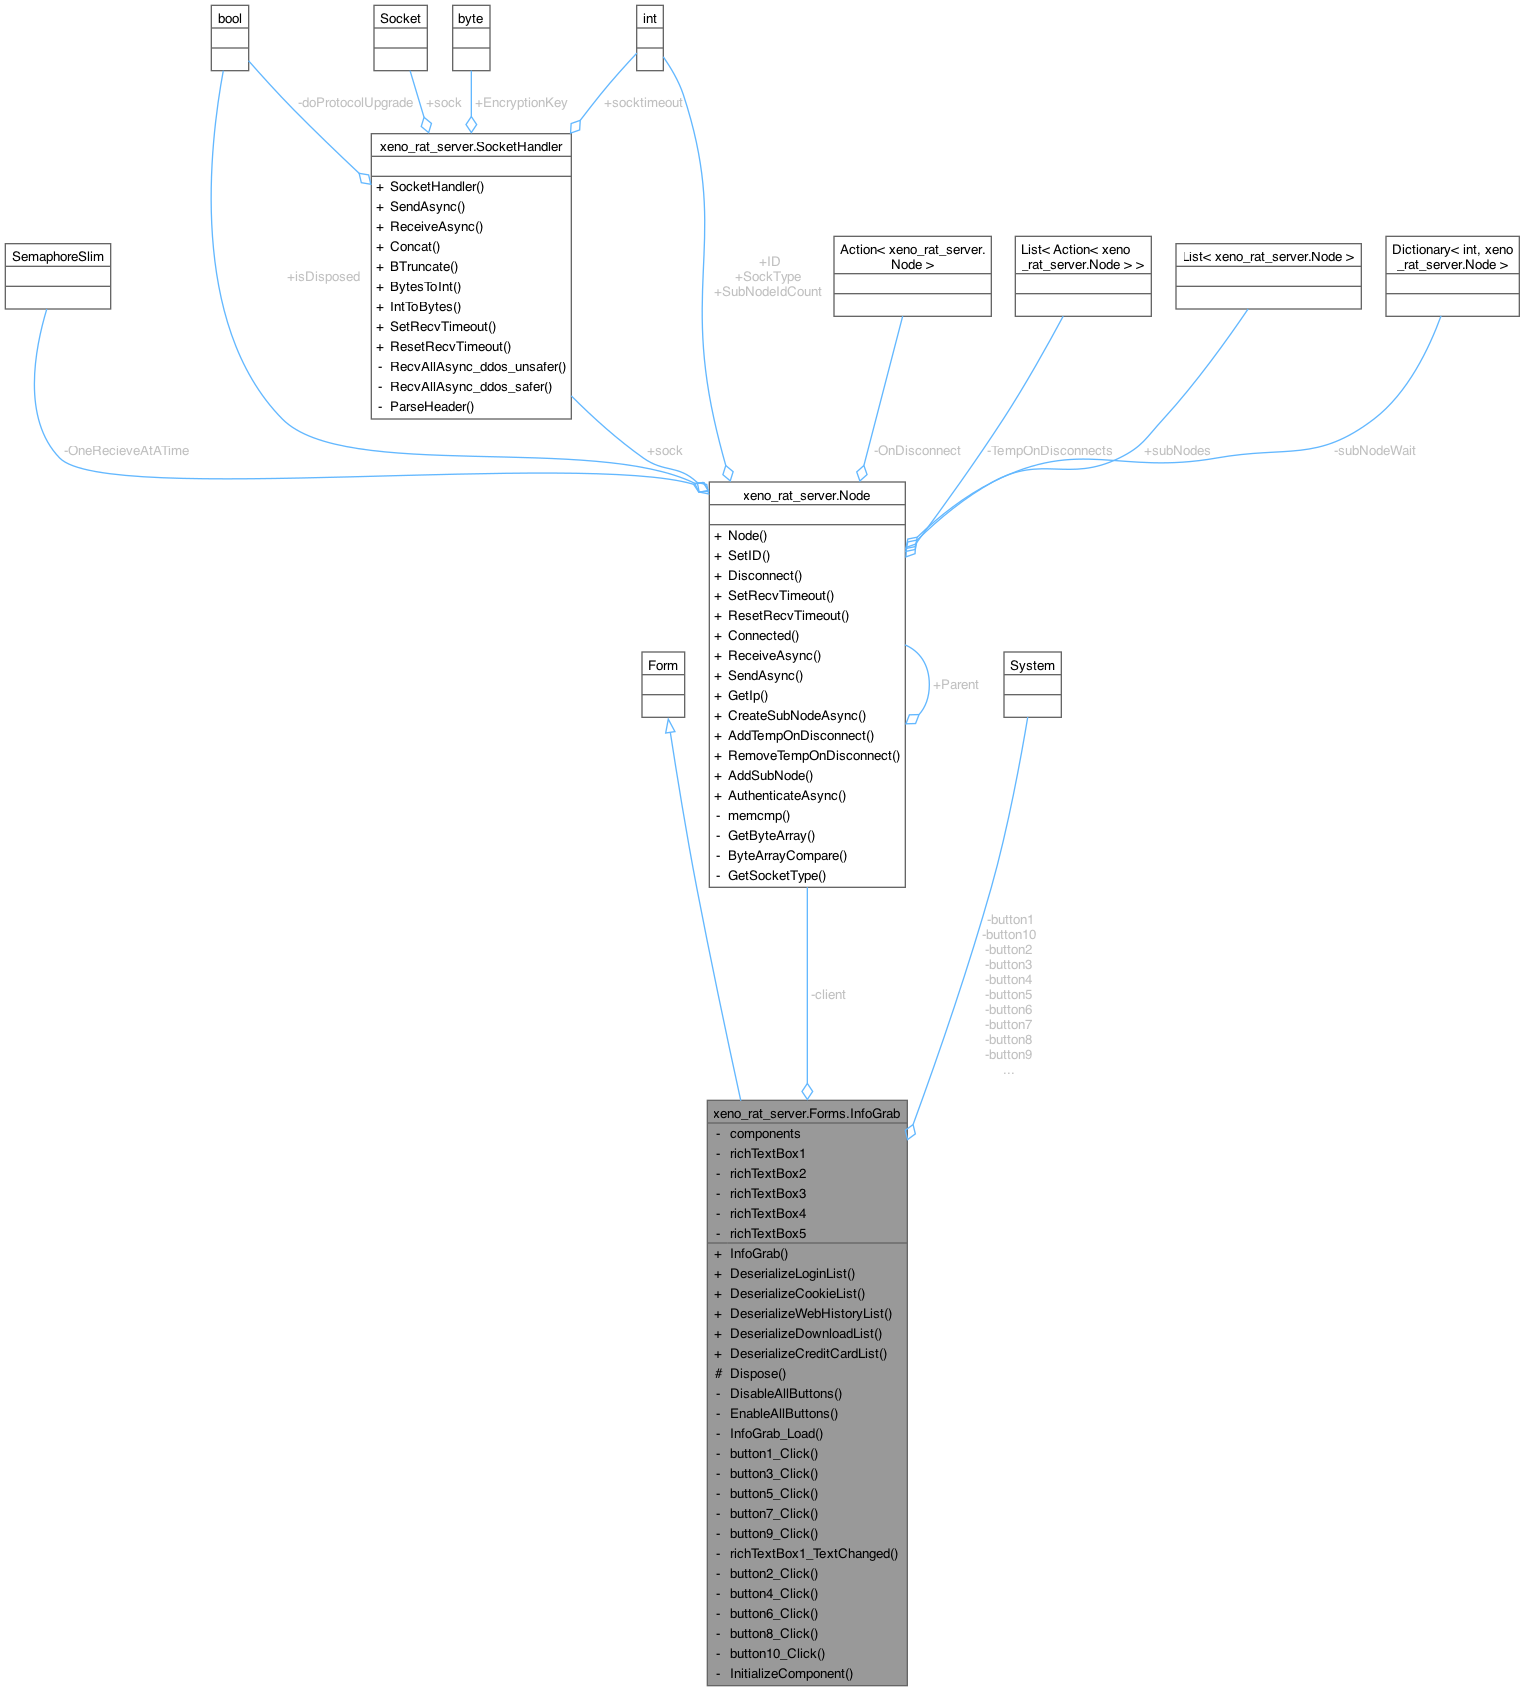 bool
Socket
byte
int
-doProtocolUpgrade
+sock
+EncryptionKey
+socktimeout
xeno_rat_server.SocketHandler
+ SocketHandler()
+ SendAsync()
+ ReceiveAsync()
+ Concat()
+ BTruncate()
+ BytesToInt()
+ IntToBytes()
+ SetRecvTimeout()
+ ResetRecvTimeout()
- RecvAllAsync_ddos_unsafer()
- RecvAllAsync_ddos_safer()
- ParseHeader()
SemaphoreSlim
+isDisposed
+ID
+SockType
+SubNodeIdCount
Action< xeno_rat_server.
Node >
List< Action< xeno
_rat_server.Node > >
List< xeno_rat_server.Node >
Dictionary< int, xeno
_rat_server.Node >
-OneRecieveAtATime
+sock
-OnDisconnect
-TempOnDisconnects
+subNodes
-subNodeWait
xeno_rat_server.Node
+ Node()
+ SetID()
+ Disconnect()
+ SetRecvTimeout()
+ ResetRecvTimeout()
+ Connected()
+ ReceiveAsync()
+ SendAsync()
+ GetIp()
+ CreateSubNodeAsync()
+ AddTempOnDisconnect()
+ RemoveTempOnDisconnect()
+ AddSubNode()
+ AuthenticateAsync()
- memcmp()
- GetByteArray()
- ByteArrayCompare()
- GetSocketType()
+Parent
Form
System
-client
-button1
-button10
-button2
-button3
-button4
-button5
-button6
-button7
-button8
-button9
...
xeno_rat_server.Forms.InfoGrab
- components
- richTextBox1
- richTextBox2
- richTextBox3
- richTextBox4
- richTextBox5
+ InfoGrab()
+ DeserializeLoginList()
+ DeserializeCookieList()
+ DeserializeWebHistoryList()
+ DeserializeDownloadList()
+ DeserializeCreditCardList()
# Dispose()
- DisableAllButtons()
- EnableAllButtons()
- InfoGrab_Load()
- button1_Click()
- button3_Click()
- button5_Click()
- button7_Click()
- button9_Click()
- richTextBox1_TextChanged()
- button2_Click()
- button4_Click()
- button6_Click()
- button8_Click()
- button10_Click()
- InitializeComponent()